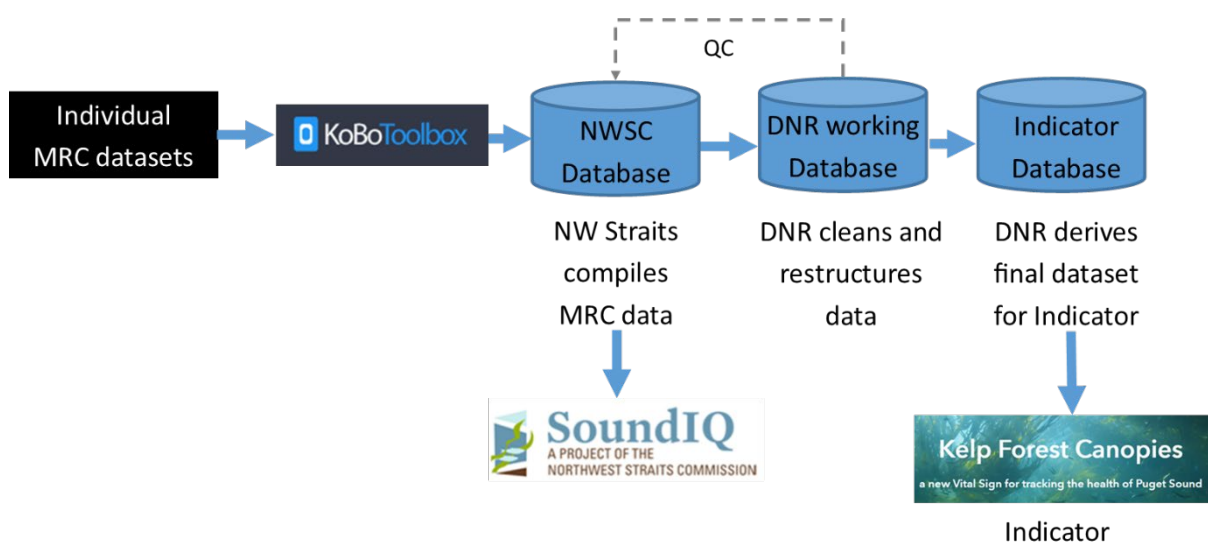 QC
Individual
MRC datasets
KoBoToolbox
NWSC
Database
DNR working
Database
Indicator
Database
NW Straits
compiles
MRC data
DNR cleans and
restructures
data
DNR derives
final dataset
for Indicator
SoundIQ
A PROJECT OF THE
NORTHWEST STRAITS COMMISSION
Kelp Forest Canopies
a new Vital Sign for tracking the health of Puget Sound
Indicator